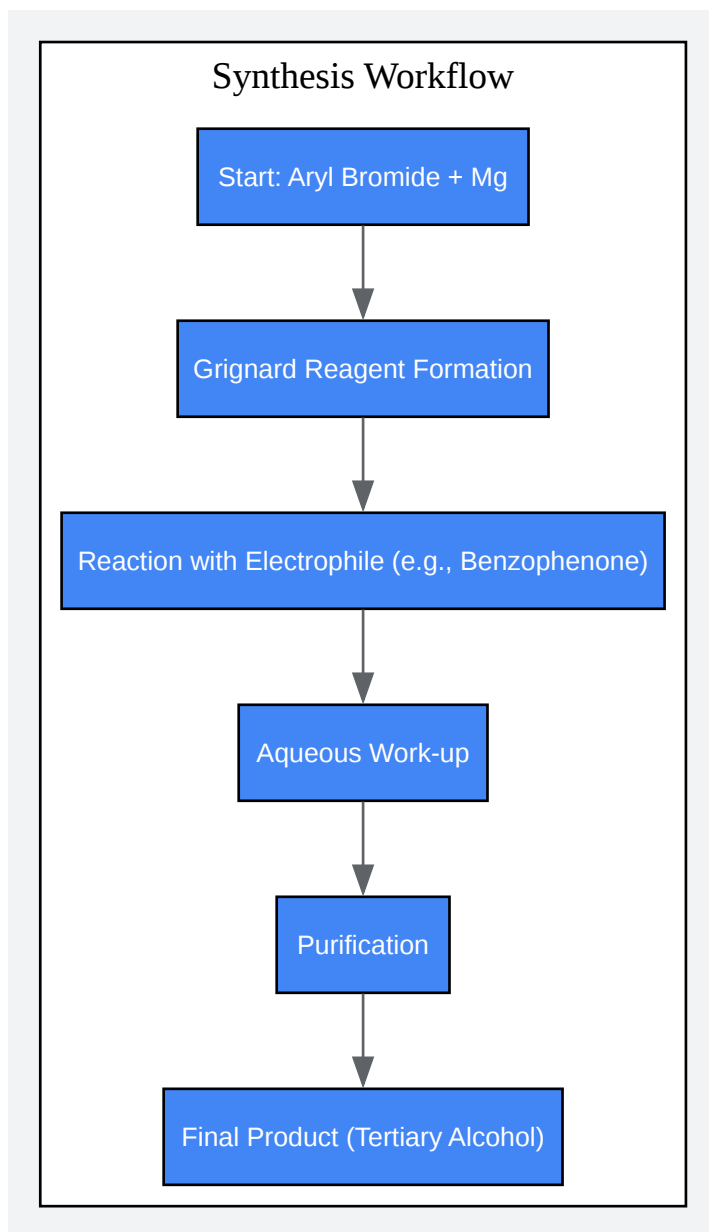 Synthesis Workflow
Start: Aryl Bromide + Mg
Grignard Reagent Formation
Reaction with Electrophile (e.g., Benzophenone)
Aqueous Work-up
Purification
Final Product (Tertiary Alcohol)